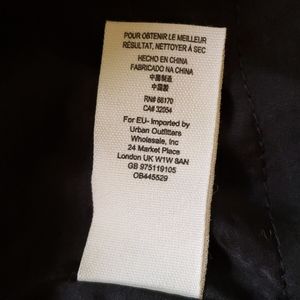 POUR OBTENIR LE MEILLEUR
RÉSULTAT, NETTOYER À SEC
HECHO EN CHINA
FABRICADO NA CHINA
中國制造
中国製
RN# 66170
CA# 32054
For EU- Imported by
Urban Outfitters
Wholesale, Inc
24 Market Place
London UK W1W 8AN
GB 975119105
OB445529